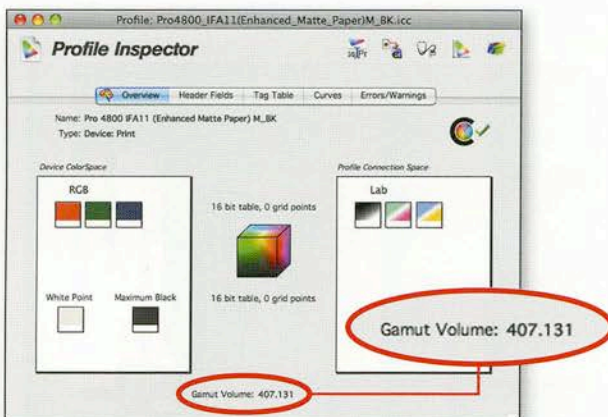 Profile: Pro4800_IFA11(Enhanced_Matte_Paper)M_BK.icc
Profile Inspector
Overview Header Fields Tag Table Curves Errors/Warnings
Name: Pro 4800 IFA11 (Enhanced Matte Paper) M_BK
Type: Device: Print
Device ColorSpace
Profile Connection Space
RGB
Lab
16 bit table, 0 grid points
White Point Maximum Black
16 bit table, 0 grid points
Gamut Volume: 407.131
Gamut Volume: 407.131